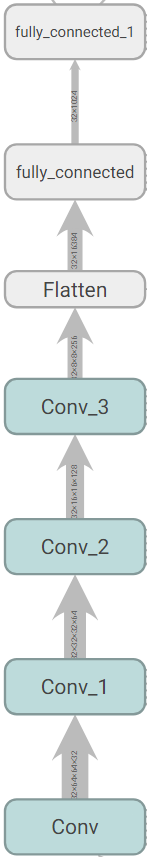 fully_connected_1
32×1024
fully_connected
32×16384
Flatten
32×8×8×256
Conv_3
32×16×16×128
Conv_2
32×32×32×64
Conv_1
32×64×64×32
Conv